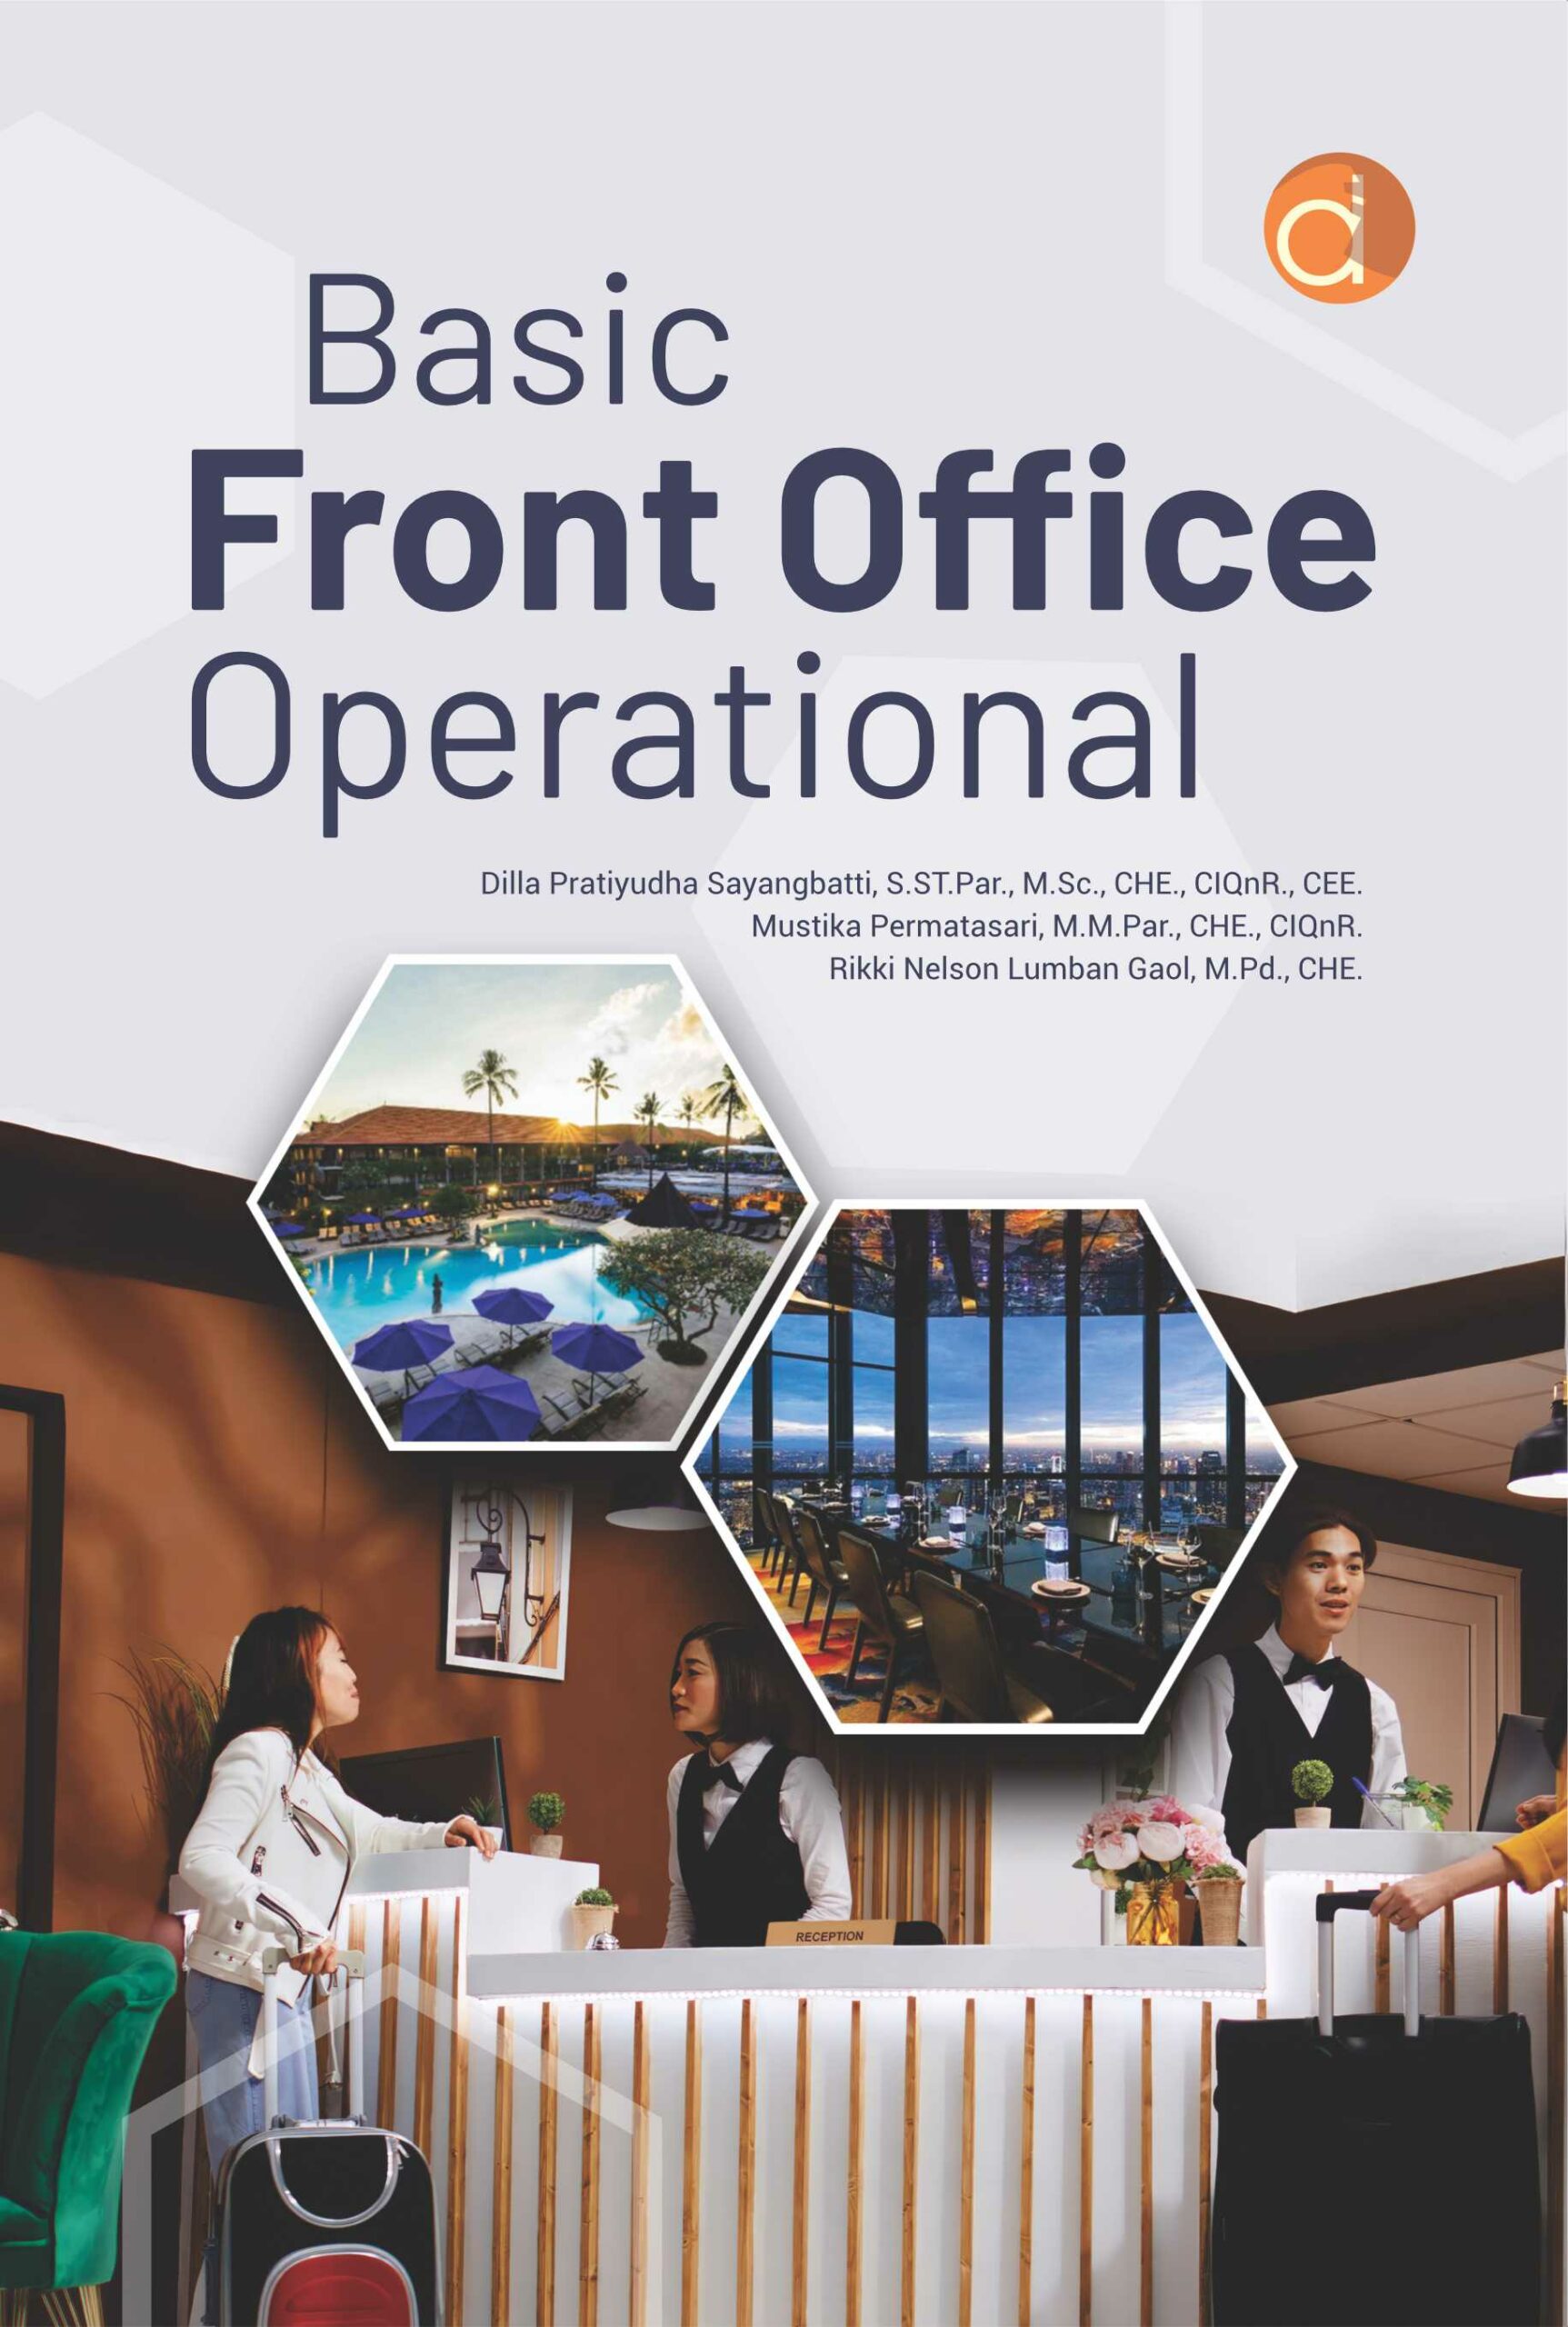 Basic
Front Office
Operational
Dilla Pratiyudha Sayangbatti, S.ST.Par., M.Sc., CHE., CIQnR., CEE.
Mustika Permatasari, M.M.Par., CHE., CIQnR.
Rikki Nelson Lumban Gaol, M.Pd., CHE.
RECEPTION